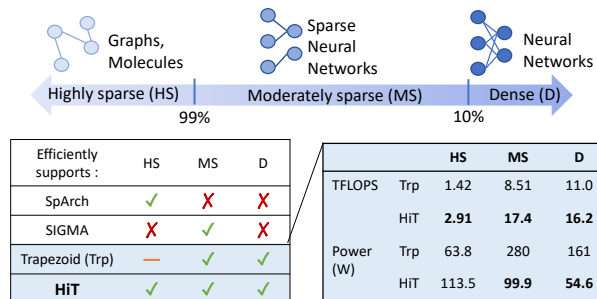 Graphs,
Molecules
Sparse
Neural
Networks
Neural
Networks
Highly sparse (HS)
Moderately sparse (MS)
Dense (D)
99%
10%
Efficiently
supports :
HS MS D
SpArch ✓ ✗ ✗
SIGMA ✗ ✓ ✗
Trapezoid (Trp) — ✓ ✓
HiT ✓ ✓ ✓
HS MS D
TFLOPS Trp 1.42 8.51 11.0
HiT 2.91 17.4 16.2
Power
(W)
Trp 63.8 280 161
HiT 113.5 99.9 54.6